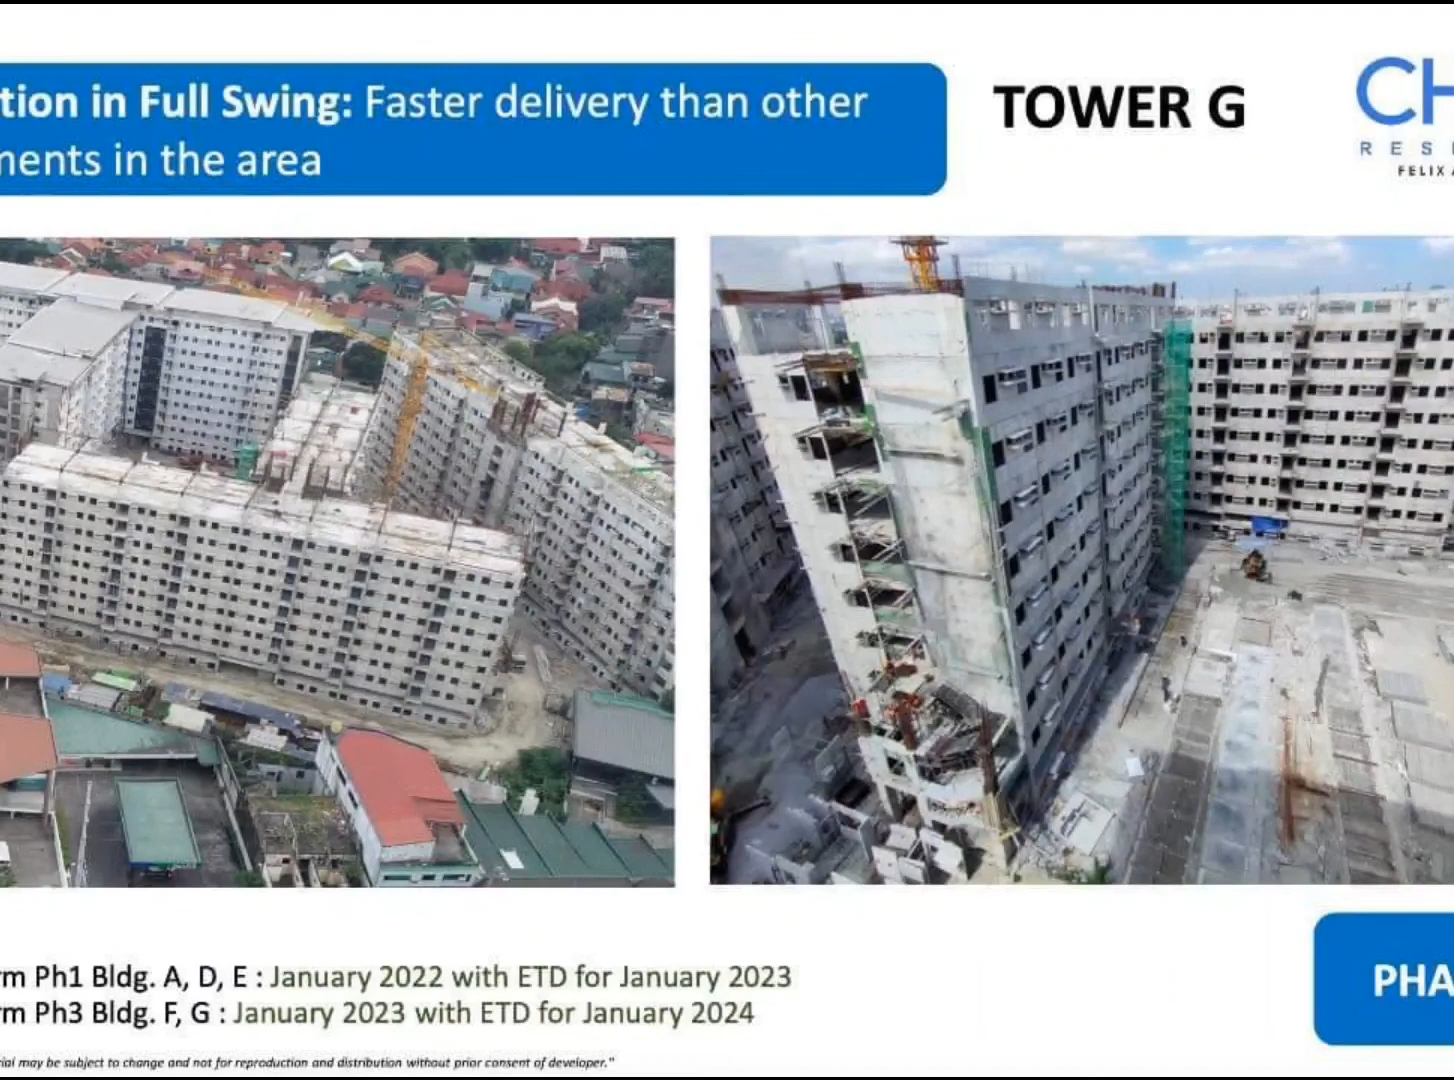 tion in Full Swing: Faster delivery than other
ments in the area
TOWER G
CH
RES
FELIX
rm Ph1 Bldg. A, D, E : January 2022 with ETD for January 2023
rm Ph3 Bldg. F, G : January 2023 with ETD for January 2024
PHA
rial may be subject to change and not for reproduction and distribution without prior consent of developer."